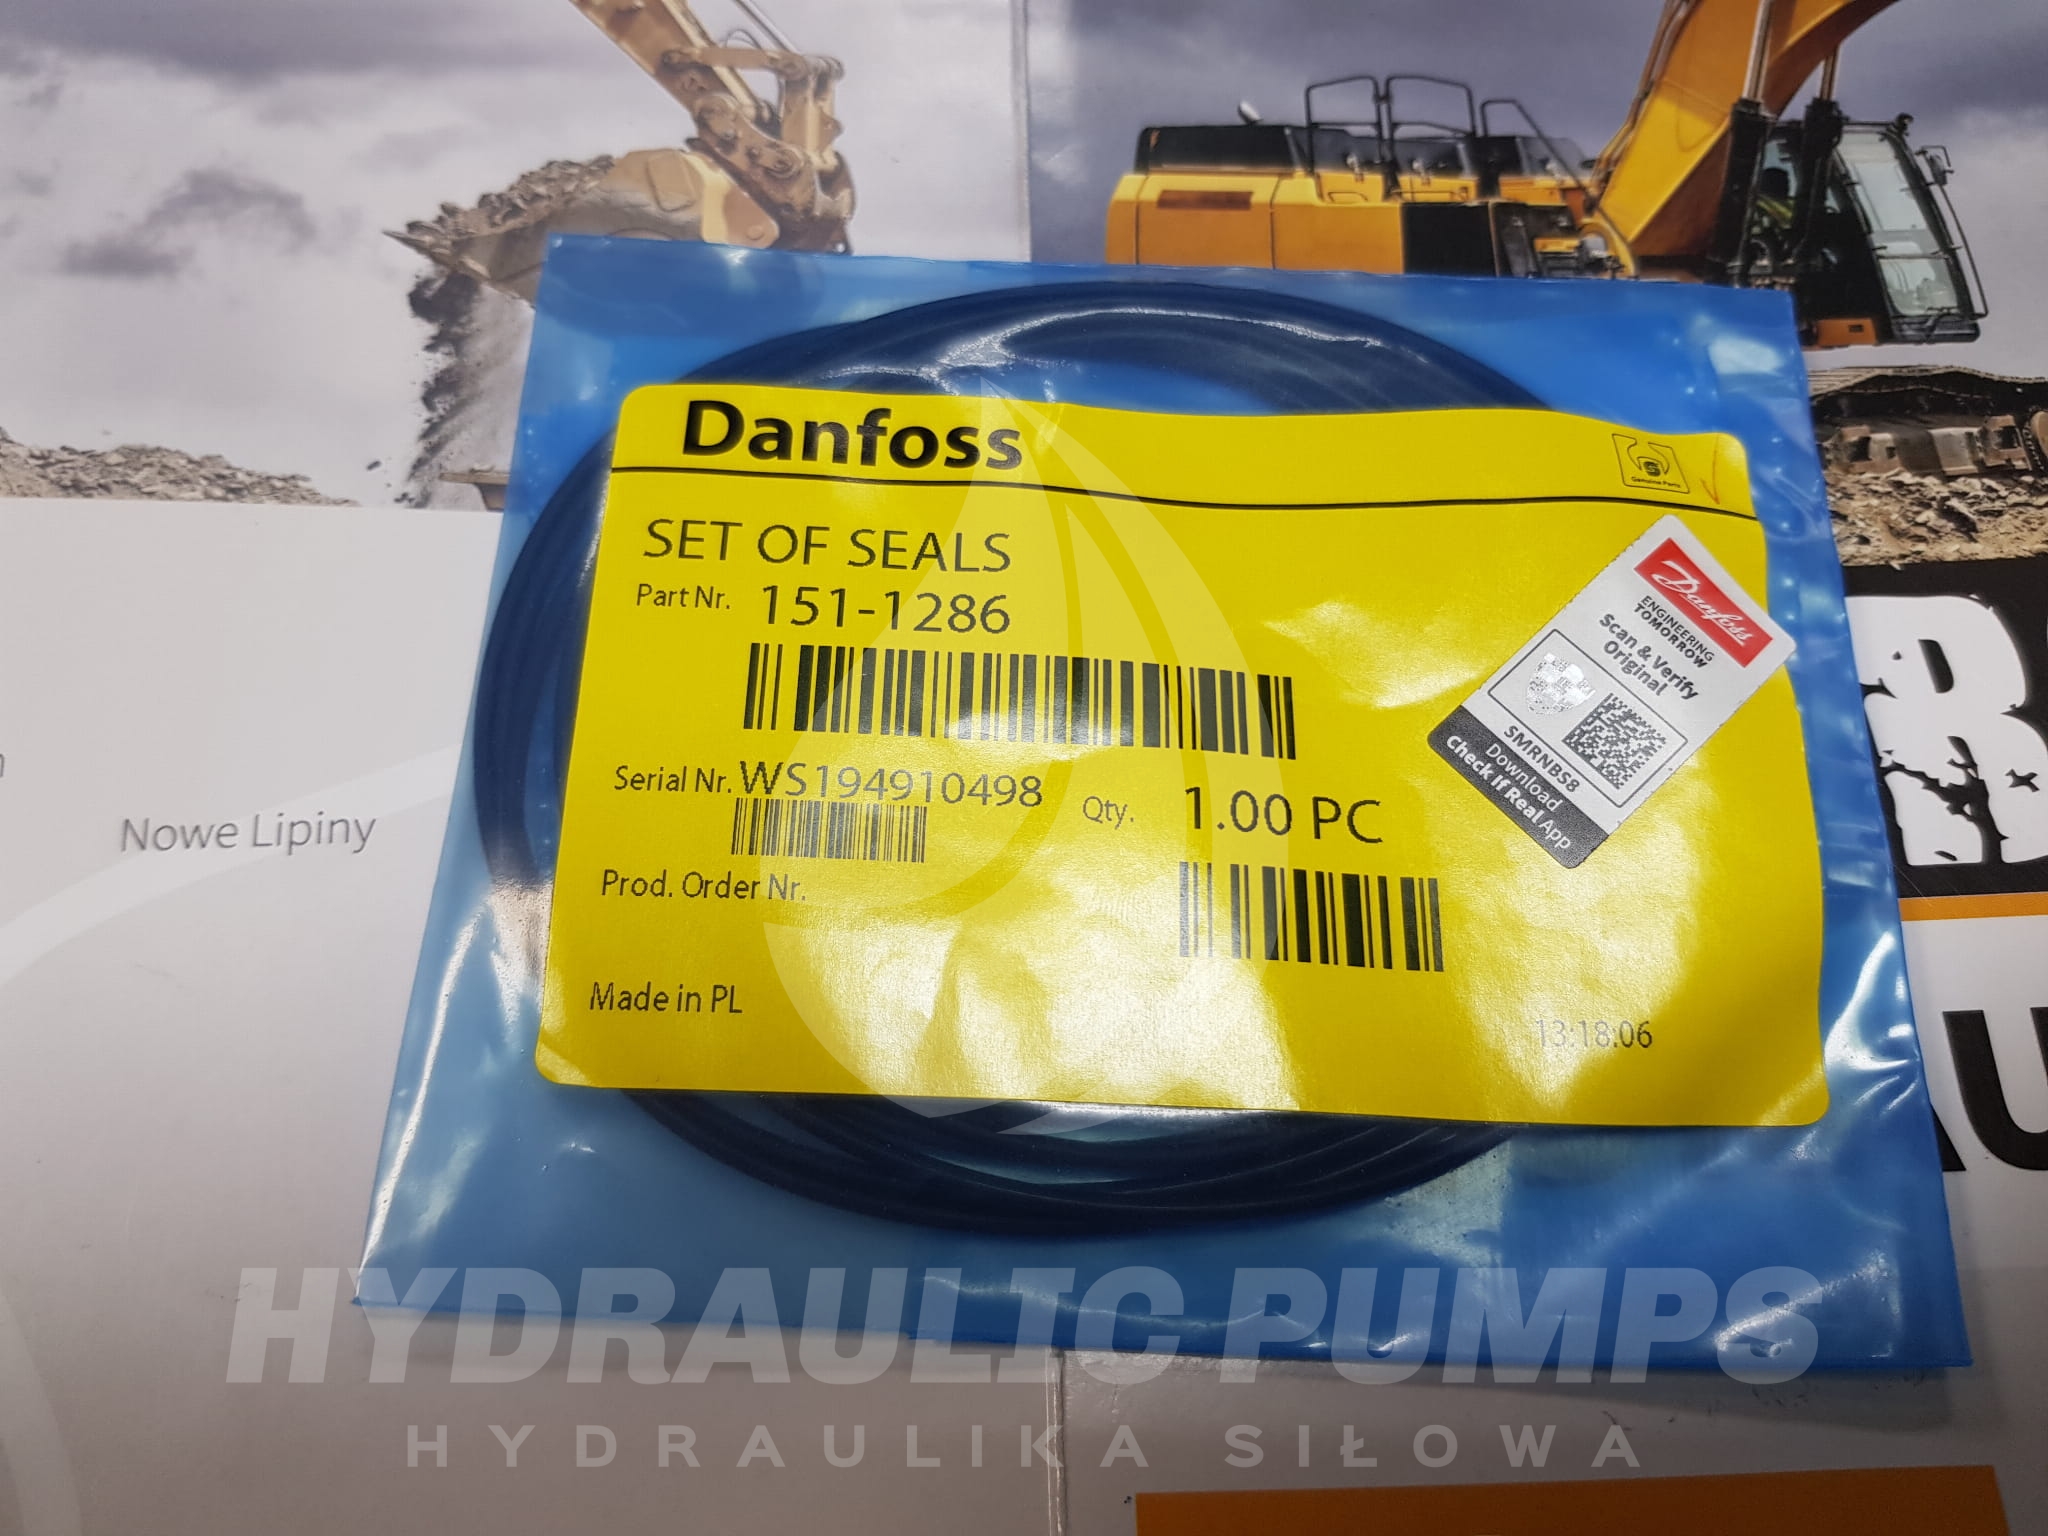 Danfoss
Genuine Parts
SET OF SEALS
Part Nr. 151-1286
Serial Nr. WS194910498
Qty. 1.00 PC
Prod. Order Nr.
Made in PL
13:18:06
Danfoss
ENGINEERING
TOMORROW
Scan & Verify
Original
SMRNBS8
Download
Check If Real App
Nowe Lipiny
HYDRAULIC PUMPS
HYDRAULIKA SIŁOWA